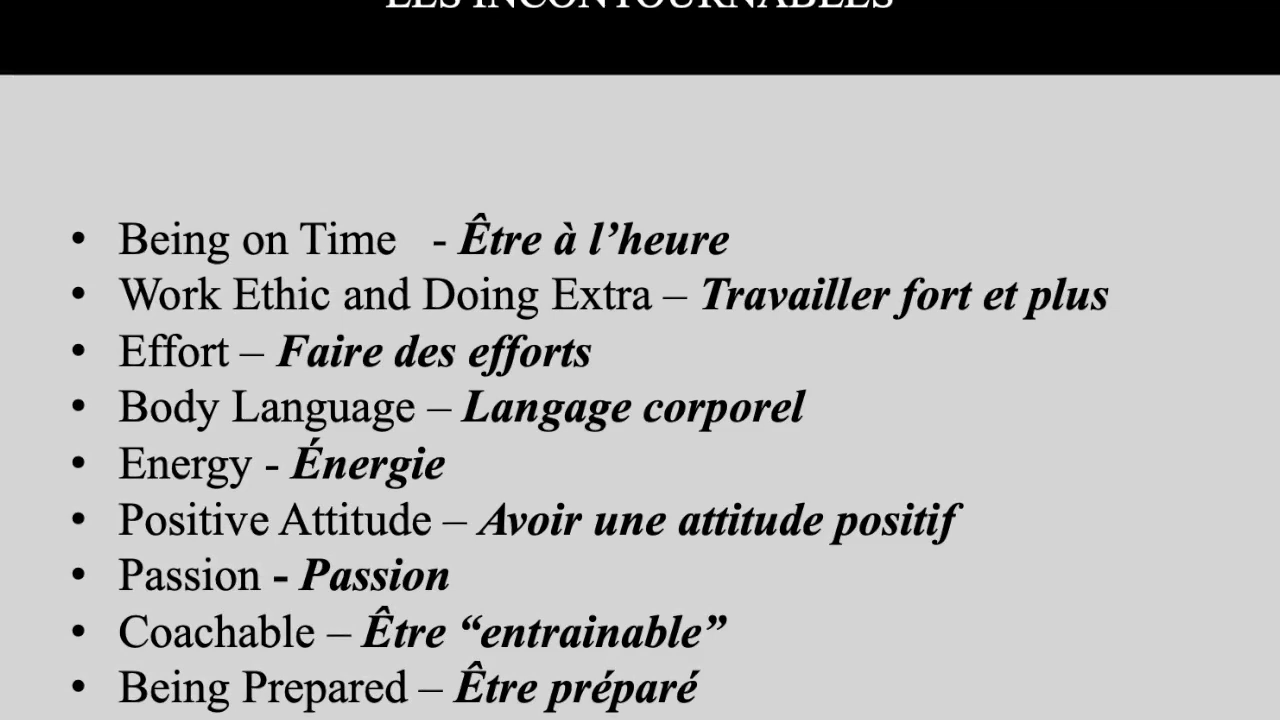 LES INCONTOURNABLES
• Being on Time - Être à l’heure
• Work Ethic and Doing Extra – Travailler fort et plus
• Effort – Faire des efforts
• Body Language – Langage corporel
• Energy - Énergie
• Positive Attitude – Avoir une attitude positif
• Passion - Passion
• Coachable – Être “entrainable”
• Being Prepared – Être préparé